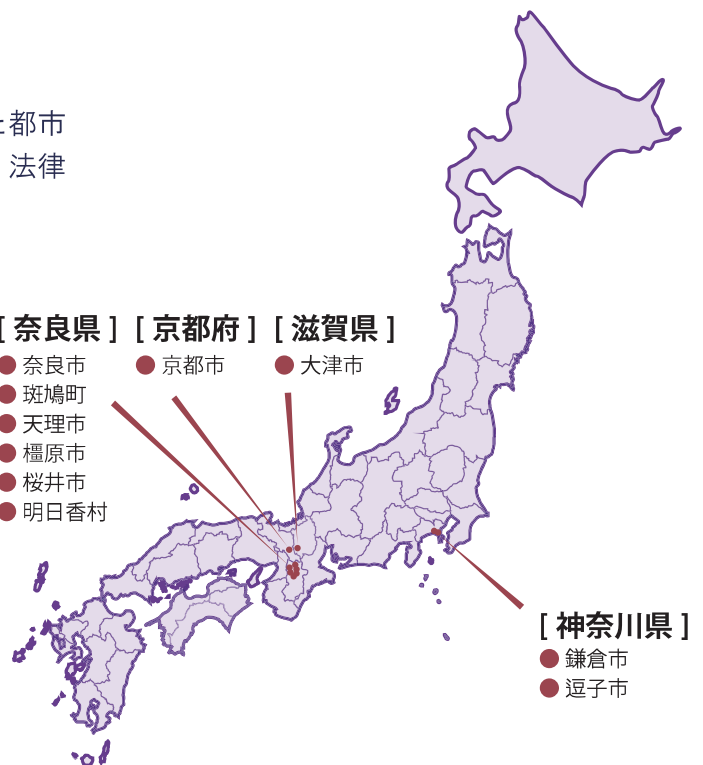 都市
法律
[ 奈良県 ]
奈良市
斑鳩町
天理市
橿原市
桜井市
明日香村
[ 京都府 ]
京都市
[ 滋賀県 ]
大津市
[ 神奈川県 ]
鎌倉市
逗子市